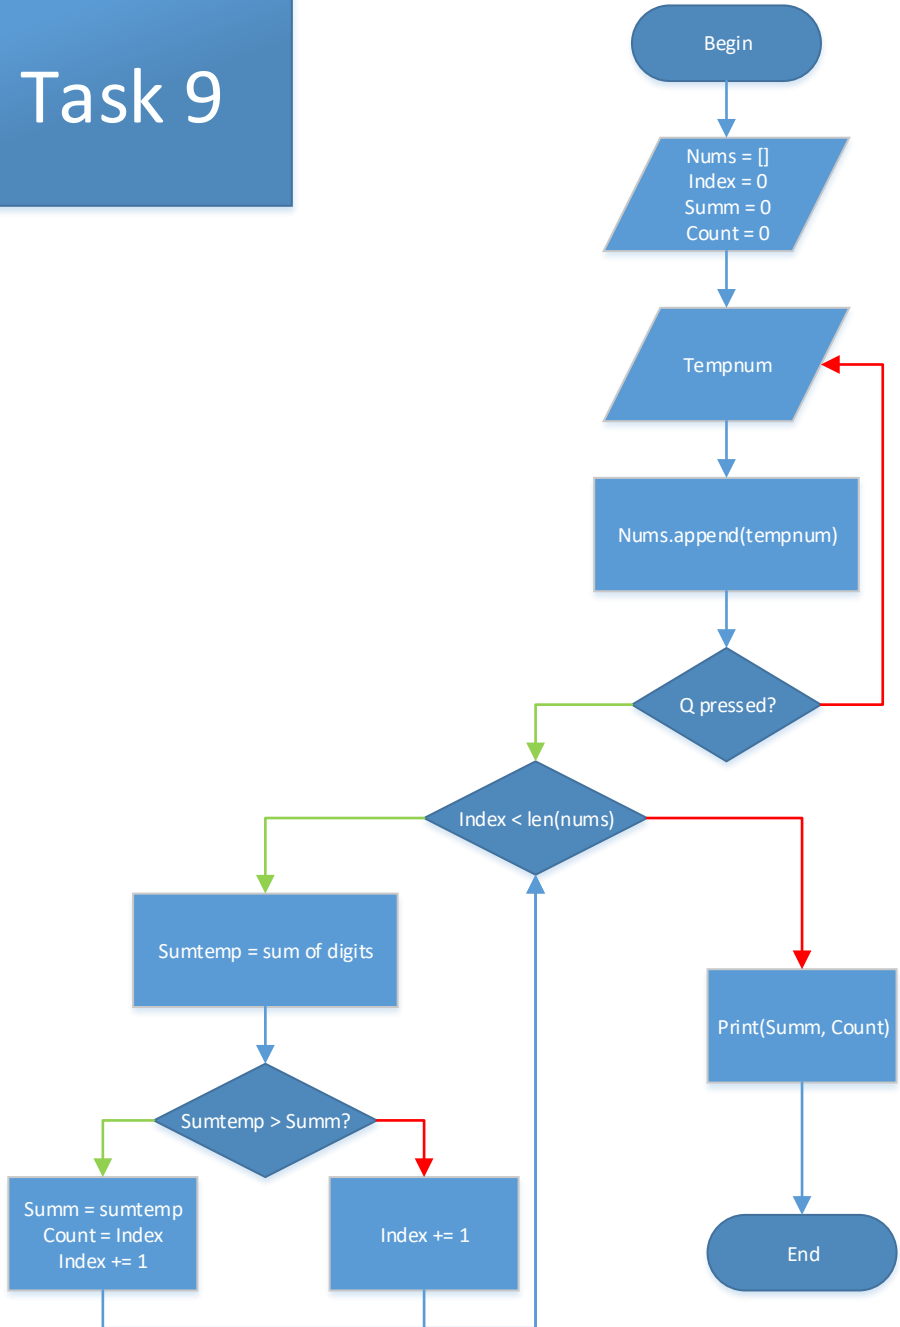 Task 9
Begin
Nums = []
Index = 0
Summ = 0
Count = 0
Tempnum
Nums.append(tempnum)
Q pressed?
Index < len(nums)
Sumtemp = sum of digits
Print(Summ, Count)
Sumtemp > Summ?
Summ = sumtemp
Count = Index
Index += 1
Index += 1
End